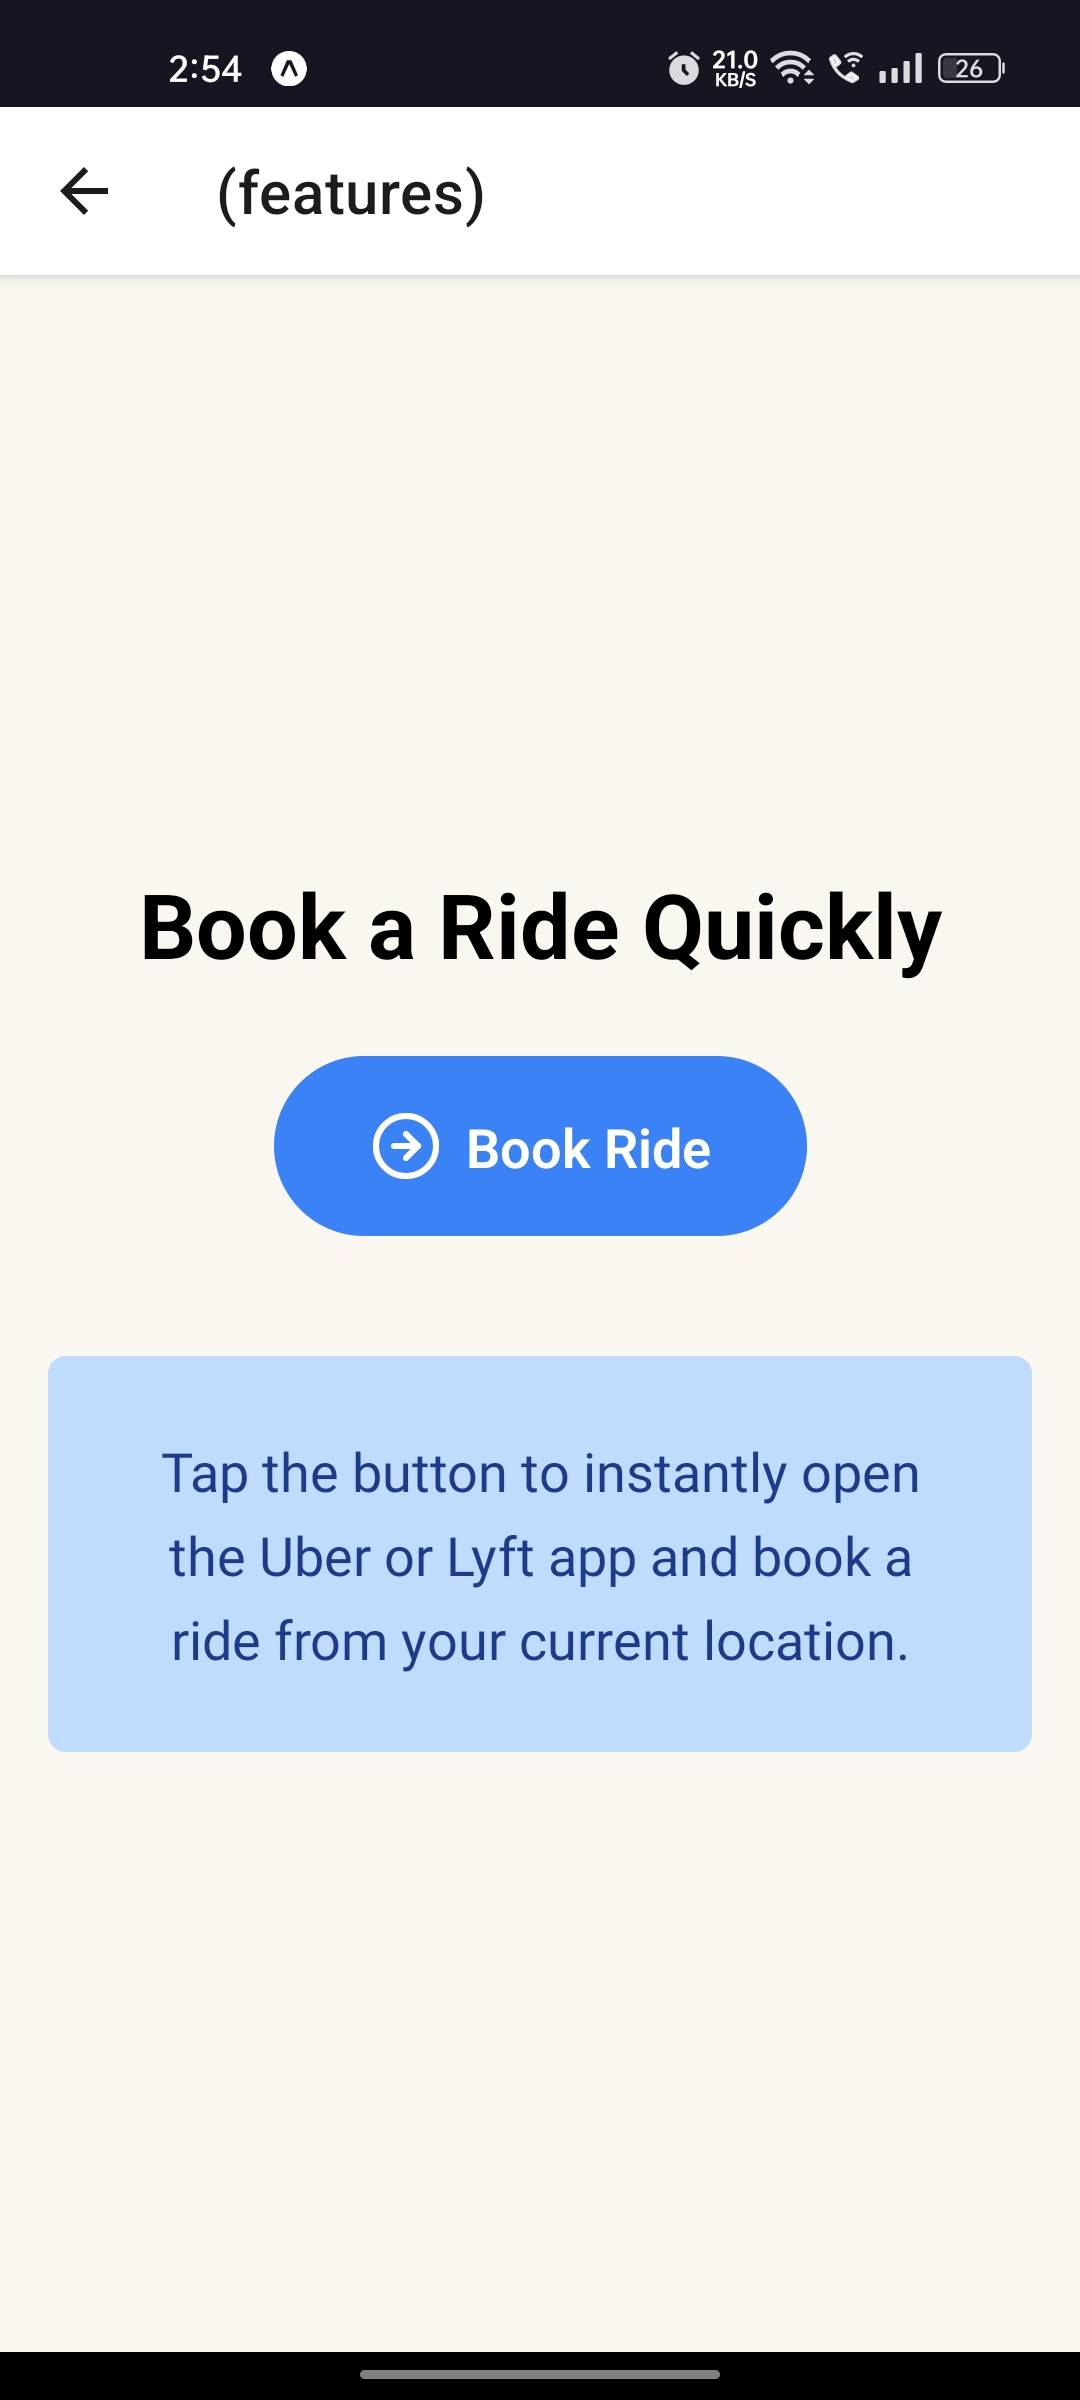 2:54
21.0
KB/S
26
(features)
Book a Ride Quickly
Book Ride
Tap the button to instantly open
the Uber or Lyft app and book a
ride from your current location.